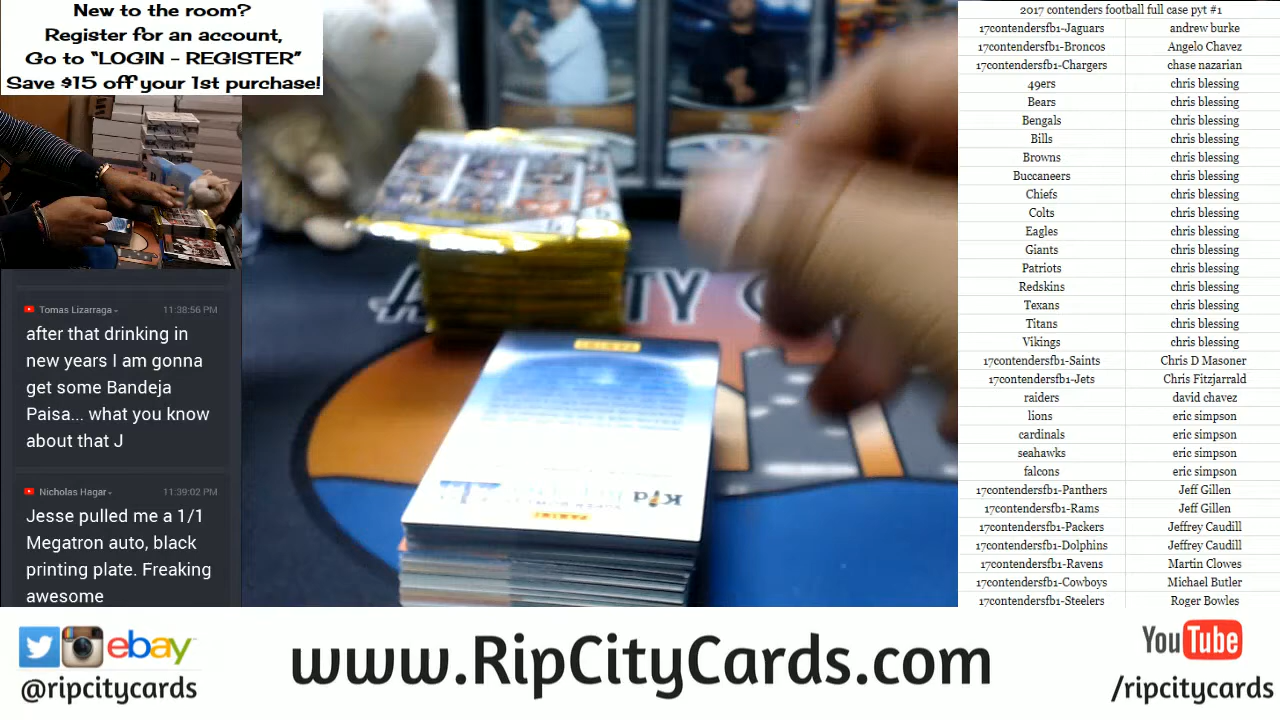 New to the room?
Register for an account,
Go to “LOGIN - REGISTER”
Save $15 off your 1st purchase!
Tomas Lizarraga
11:38:56 PM
after that drinking in
new years I am gonna
get some Bandeja
Paisa... what you know
about that J
Nicholas Hagar
11:39:02 PM
Jesse pulled me a 1/1
Megatron auto, black
printing plate. Freaking
awesome
2017 contenders football full case pyt #1
17contendersfb1-Jaguars andrew burke
17contendersfb1-Broncos Angelo Chavez
17contendersfb1-Chargers chase nazarian
49ers chris blessing
Bears chris blessing
Bengals chris blessing
Bills chris blessing
Browns chris blessing
Buccaneers chris blessing
Chiefs chris blessing
Colts chris blessing
Eagles chris blessing
Giants chris blessing
Patriots chris blessing
Redskins chris blessing
Texans chris blessing
Titans chris blessing
Vikings chris blessing
17contendersfb1-Saints Chris D Masoner
17contendersfb1-Jets Chris Fitzjarrald
raiders david chavez
lions eric simpson
cardinals eric simpson
seahawks eric simpson
falcons eric simpson
17contendersfb1-Panthers Jeff Gillen
17contendersfb1-Rams Jeff Gillen
17contendersfb1-Packers Jeffrey Caudill
17contendersfb1-Dolphins Jeffrey Caudill
17contendersfb1-Ravens Martin Clowes
17contendersfb1-Cowboys Michael Butler
17contendersfb1-Steelers Roger Bowles
PANINI
ebay
@ripcitycards
www.RipCityCards.com
YouTube
/ripcitycards